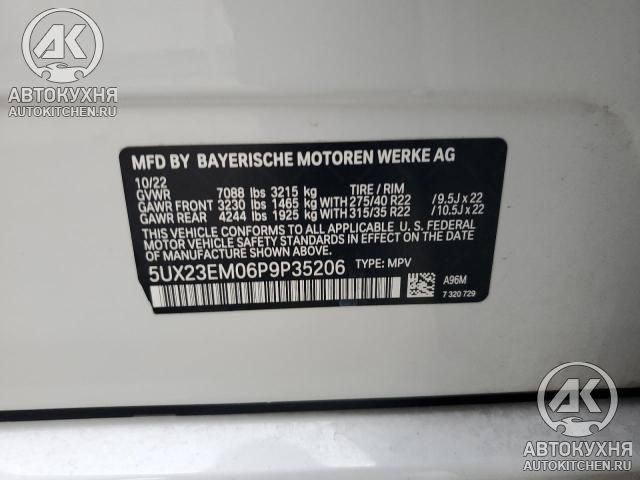 AK
АВТОКУХНЯ
AUTOKITCHEN.RU
MFD BY BAYERISCHE MOTOREN WERKE AG
10/22
GVWR 7088 lbs 3215 kg TIRE / RIM
GAWR FRONT 3230 lbs 1465 kg WITH 275/40 R22 / 9.5J x 22
GAWR REAR 4244 lbs 1925 kg WITH 315/35 R22 / 10.5J x 22
THIS VEHICLE CONFORMS TO ALL APPLICABLE U.S. FEDERAL
MOTOR VEHICLE SAFETY STANDARDS IN EFFECT ON THE DATE
OF MANUFACTURE SHOWN ABOVE.
5UX23EM06P9P35206 TYPE: MPV
A96M
7 320 729
AK
АВТОКУХНЯ
AUTOKITCHEN.RU